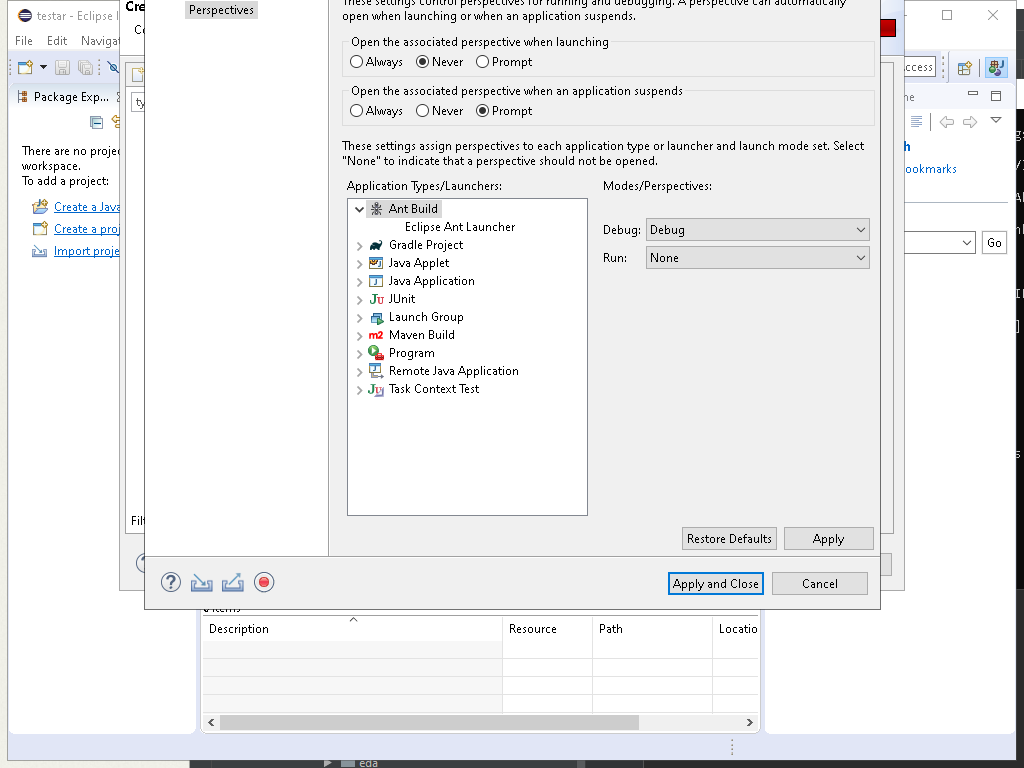 testar - Eclipse I
Cre
Perspectives
These settings control perspectives for running and debugging. A perspective can automatically
open when launching or when an application suspends.
File Edit Navigat
Open the associated perspective when launching
Always Never Prompt
Open the associated perspective when an application suspends
Always Never Prompt
These settings assign perspectives to each application type or launcher and launch mode set. Select
"None" to indicate that a perspective should not be opened.
Application Types/Launchers:
Modes/Perspectives:
Ant Build
Eclipse Ant Launcher
Gradle Project
Java Applet
Java Application
JUnit
Launch Group
Maven Build
Program
Remote Java Application
Task Context Test
Debug: Debug
Run: None
Restore Defaults Apply
Apply and Close Cancel
Package Exp...
There are no projec
workspace.
To add a project:
Create a Java
Create a proj
Import proje
ty
Filt
ccess
ne
h
ookmarks
Go
Description Resource Path Locatio
eda